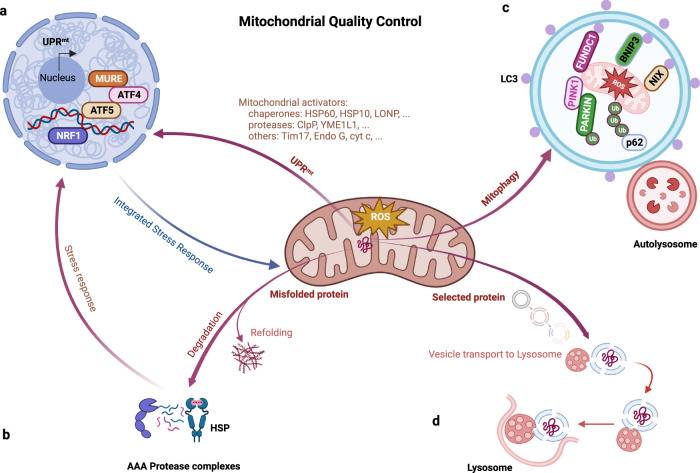 Mitochondrial Quality Control
a
UPRmt
Nucleus
MURE
ATF4
ATF5
NRF1
Mitochondrial activators:
chaperones: HSP60, HSP10, LONP, ...
proteases: ClpP, YME1L1, ...
others: Tim17, Endo G, cyt c, ...
UPRmt
c
LC3
FUNDC1
BNIP3
NIX
ROS
PINK1
PARKIN
Ub
Ub
Ub
Ub
p62
Autolysosome
Mitophagy
Integrated Stress Response
ROS
Stress response
Misfolded protein
Selected protein
Degradation
Refolding
Vesicle transport to Lysosome
b
HSP
AAA Protease complexes
d
Lysosome